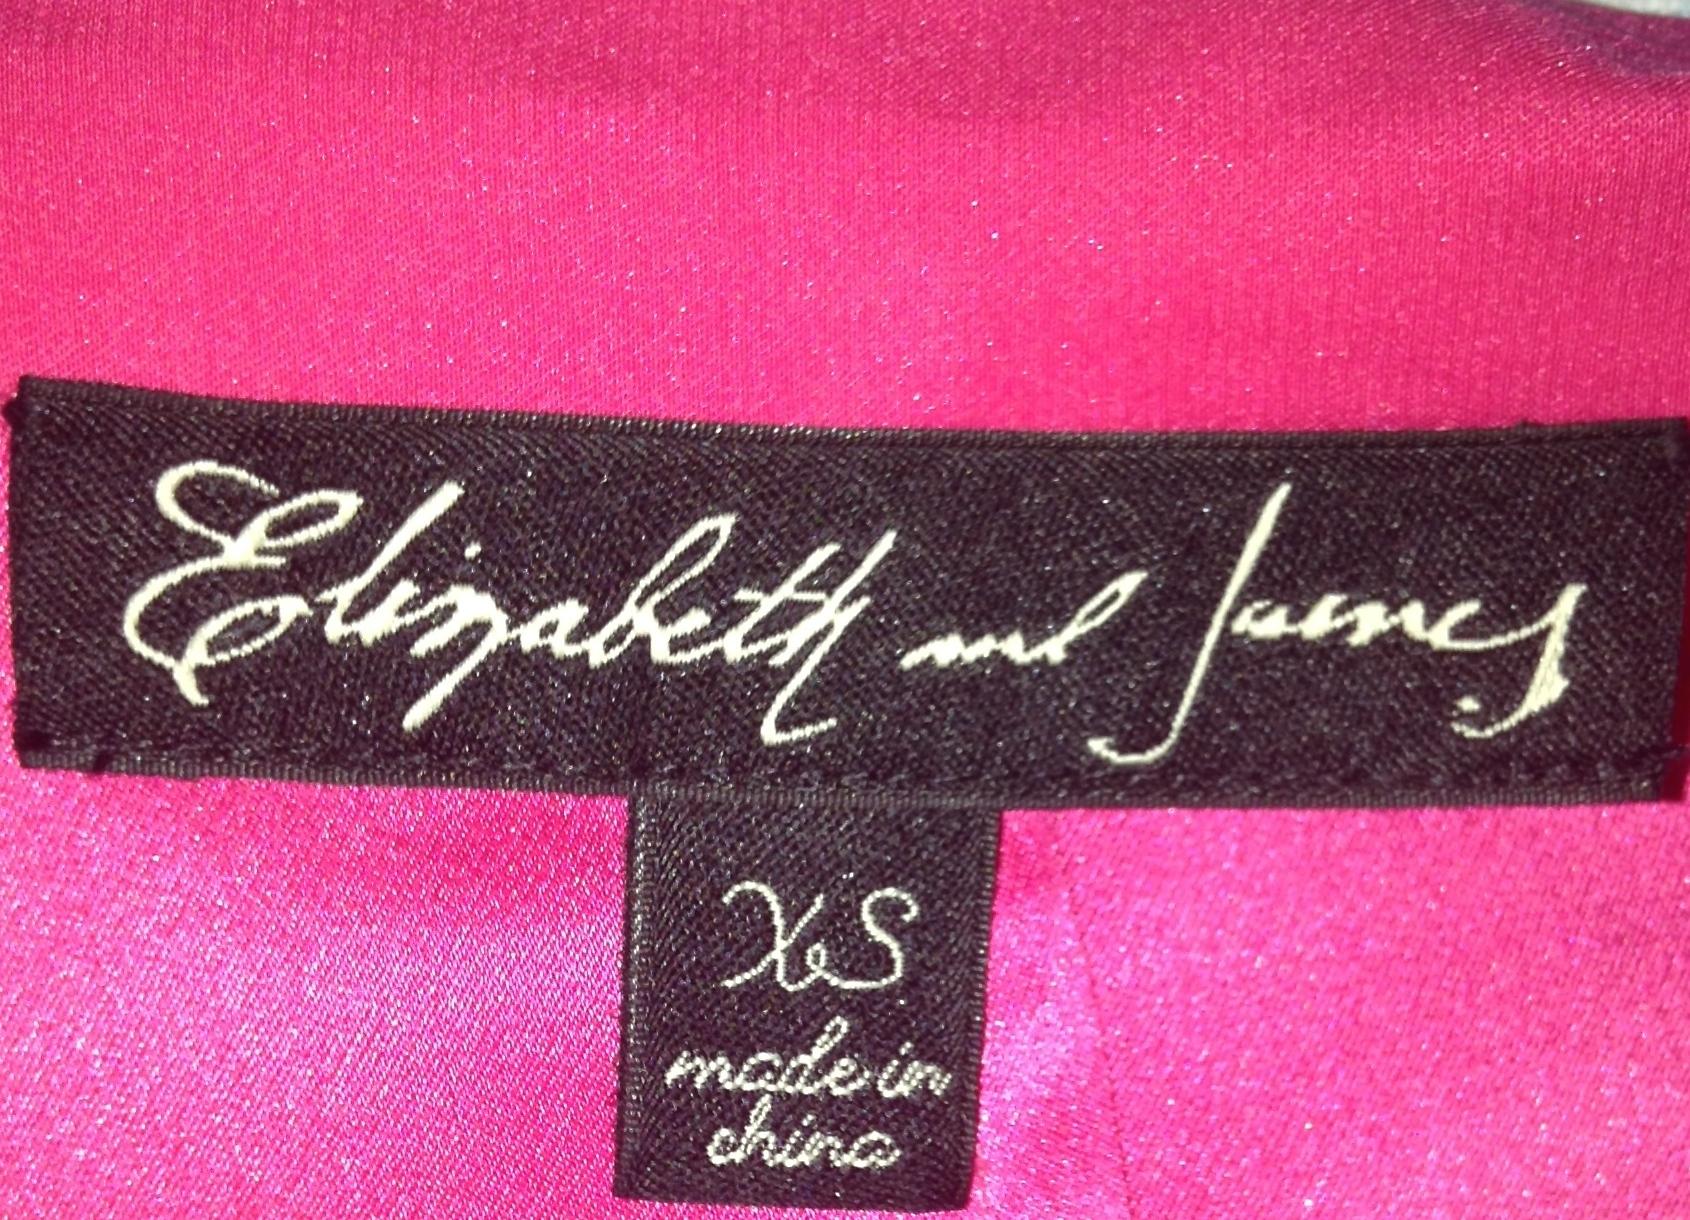 Elizabeth and James
XS
made in
china